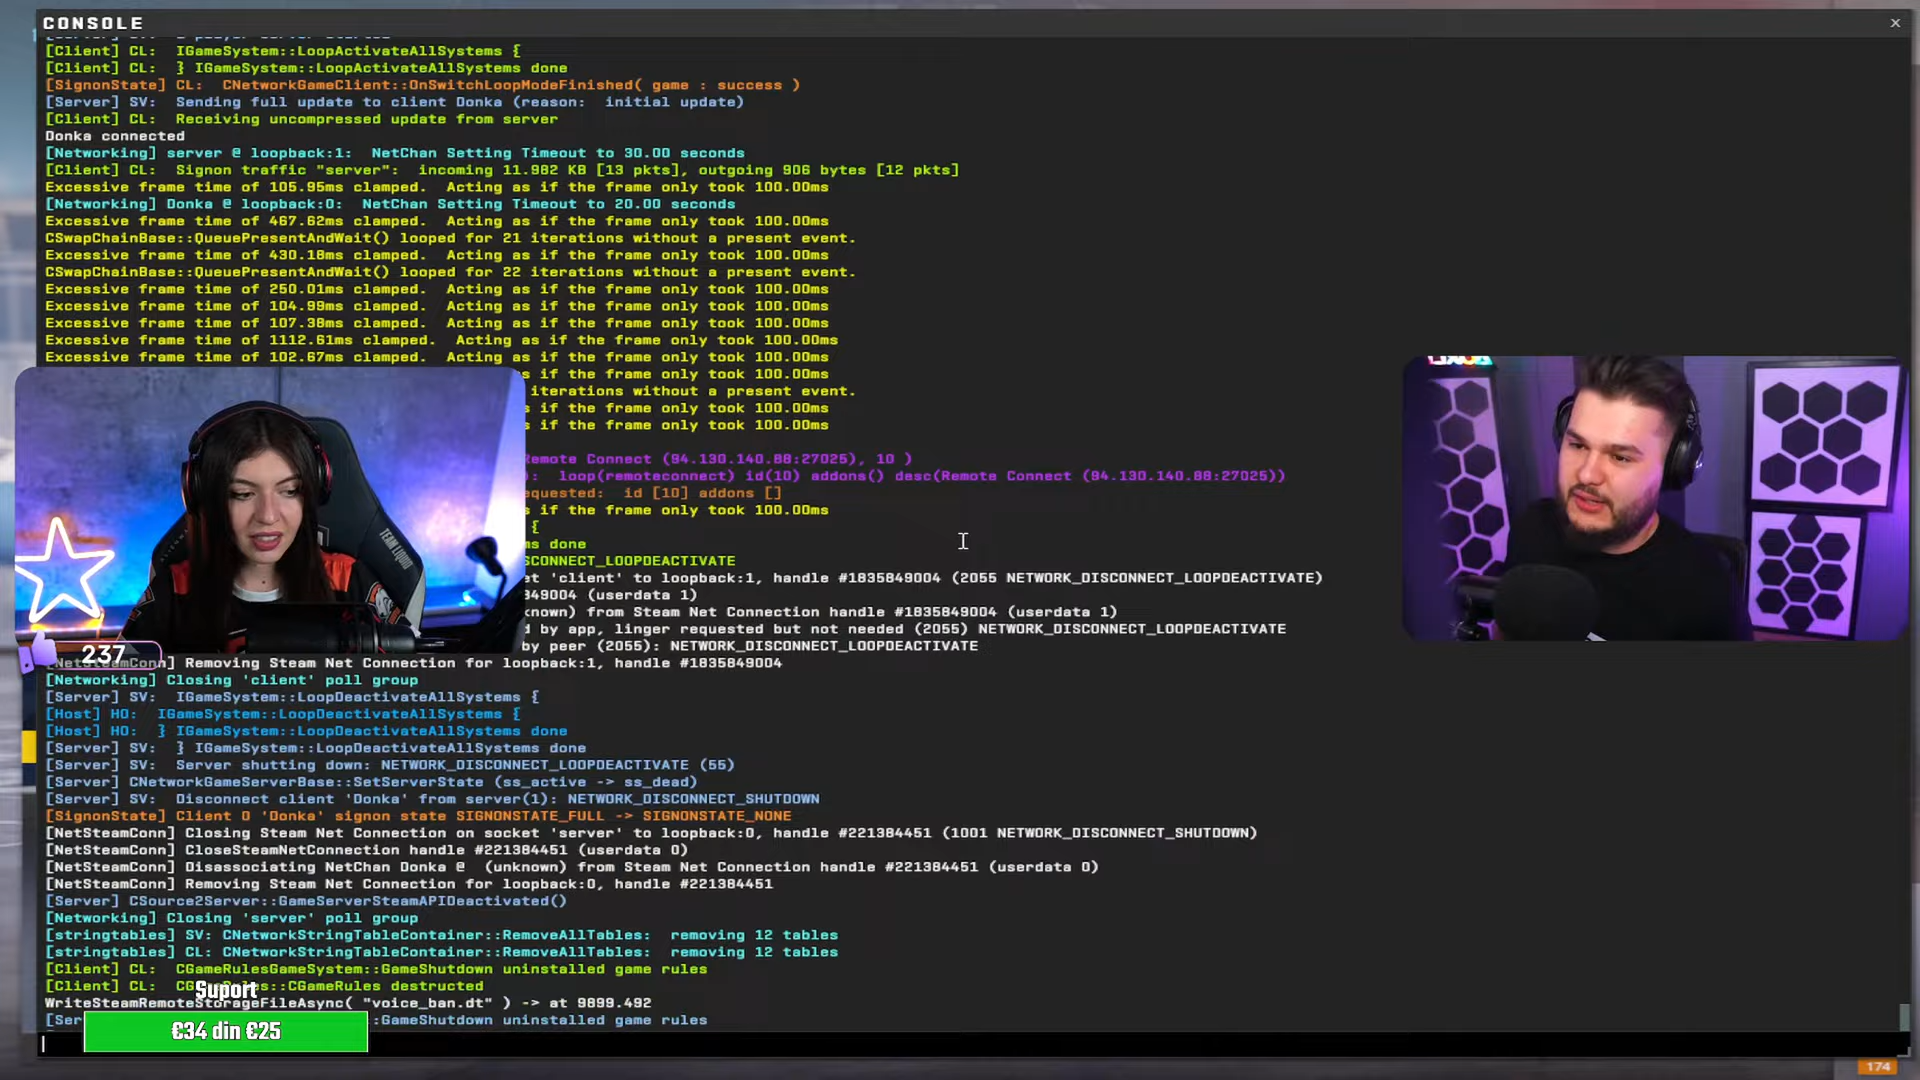 CONSOLE
[Client] CL:  IGameSystem::LoopActivateAllSystems {
[Client] CL:  } IGameSystem::LoopActivateAllSystems done
[SignonState] CL:  CNetworkGameClient::OnSwitchLoopModeFinished( game : success )
[Server] SV:  Sending full update to client Donka (reason:  initial update)
[Client] CL:  Receiving uncompressed update from server
Donka connected
[Networking] server @ loopback:1:  NetChan Setting Timeout to 30.00 seconds
[Client] CL:  Signon traffic "server":  incoming 11.982 KB [13 pkts], outgoing 906 bytes [12 pkts]
Excessive frame time of 105.95ms clamped.  Acting as if the frame only took 100.00ms
[Networking] Donka @ loopback:0:  NetChan Setting Timeout to 20.00 seconds
Excessive frame time of 467.62ms clamped.  Acting as if the frame only took 100.00ms
CSwapChainBase::QueuePresentAndWait() looped for 21 iterations without a present event.
Excessive frame time of 430.18ms clamped.  Acting as if the frame only took 100.00ms
CSwapChainBase::QueuePresentAndWait() looped for 22 iterations without a present event.
Excessive frame time of 250.01ms clamped.  Acting as if the frame only took 100.00ms
Excessive frame time of 104.99ms clamped.  Acting as if the frame only took 100.00ms
Excessive frame time of 107.38ms clamped.  Acting as if the frame only took 100.00ms
Excessive frame time of 1112.61ms clamped.  Acting as if the frame only took 100.00ms
Excessive frame time of 102.67ms clamped.  Acting as if the frame only took 100.00ms
if the frame only took 100.00ms
iterations without a present event.
if the frame only took 100.00ms
if the frame only took 100.00ms
Remote Connect (94.130.140.88:27025), 10 )
: loop(remoteconnect) id(10) addons() desc(Remote Connect (94.130.140.88:27025))
equested:  id [10] addons []
if the frame only took 100.00ms
{
ms done
SCONNECT_LOOPDEACTIVATE
et 'client' to loopback:1, handle #1835849004 (2055 NETWORK_DISCONNECT_LOOPDEACTIVATE)
849004 (userdata 1)
known) from Steam Net Connection handle #1835849004 (userdata 1)
d by app, linger requested but not needed (2055) NETWORK_DISCONNECT_LOOPDEACTIVATE
by peer (2055): NETWORK_DISCONNECT_LOOPDEACTIVATE
237
[NetSteamConn] Removing Steam Net Connection for loopback:1, handle #1835849004
[Networking] Closing 'client' poll group
[Server] SV:  IGameSystem::LoopDeactivateAllSystems {
[Host] HO:  IGameSystem::LoopDeactivateAllSystems {
[Host] HO:  } IGameSystem::LoopDeactivateAllSystems done
[Server] SV:  } IGameSystem::LoopDeactivateAllSystems done
[Server] SV:  Server shutting down: NETWORK_DISCONNECT_LOOPDEACTIVATE (55)
[Server] CNetworkGameServerBase::SetServerState (ss_active -> ss_dead)
[Server] SV:  Disconnect client 'Donka' from server(1): NETWORK_DISCONNECT_SHUTDOWN
[SignonState] Client 0 'Donka' signon state SIGNONSTATE_FULL -> SIGNONSTATE_NONE
[NetSteamConn] Closing Steam Net Connection on socket 'server' to loopback:0, handle #221384451 (1001 NETWORK_DISCONNECT_SHUTDOWN)
[NetSteamConn] CloseSteamNetConnection handle #221384451 (userdata 0)
[NetSteamConn] Disassociating NetChan Donka @  (unknown) from Steam Net Connection handle #221384451 (userdata 0)
[NetSteamConn] Removing Steam Net Connection for loopback:0, handle #221384451
[Server] CSource2Server::GameServerSteamAPIDeactivated()
[Networking] Closing 'server' poll group
[stringtables] SV: CNetworkStringTableContainer::RemoveAllTables:  removing 12 tables
[stringtables] CL: CNetworkStringTableContainer::RemoveAllTables:  removing 12 tables
[Client] CL:  CGameRulesGameSystem::GameShutdown uninstalled game rules
[Client] CL:  CGameRules::CGameRules destructed
Suport
WriteSteamRemoteStorageFileAsync( "voice_ban.dt" ) -> at 9899.492
[Ser :GameShutdown uninstalled game rules
€34 din €25
TEAM LIQUID
174